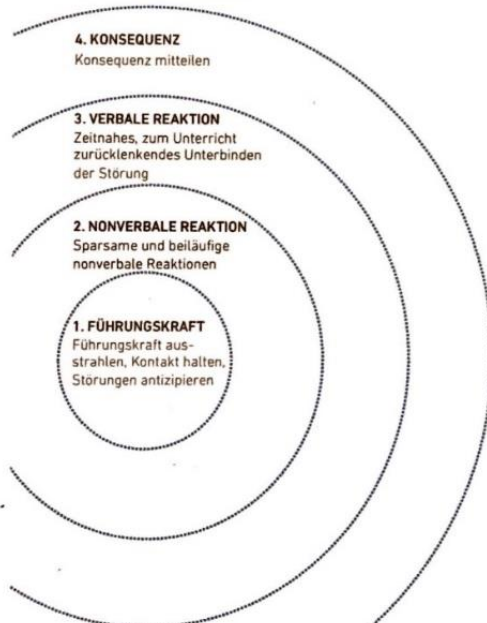 4. KONSEQUENZ
Konsequenz mitteilen
3. VERBALE REAKTION
Zeitnahes, zum Unterricht
zurücklenkendes Unterbinden
der Störung
2. NONVERBALE REAKTION
Sparsame und beiläufige
nonverbale Reaktionen
1. FÜHRUNGSKRAFT
Führungskraft aus-
strahlen, Kontakt halten,
Störungen antizipieren